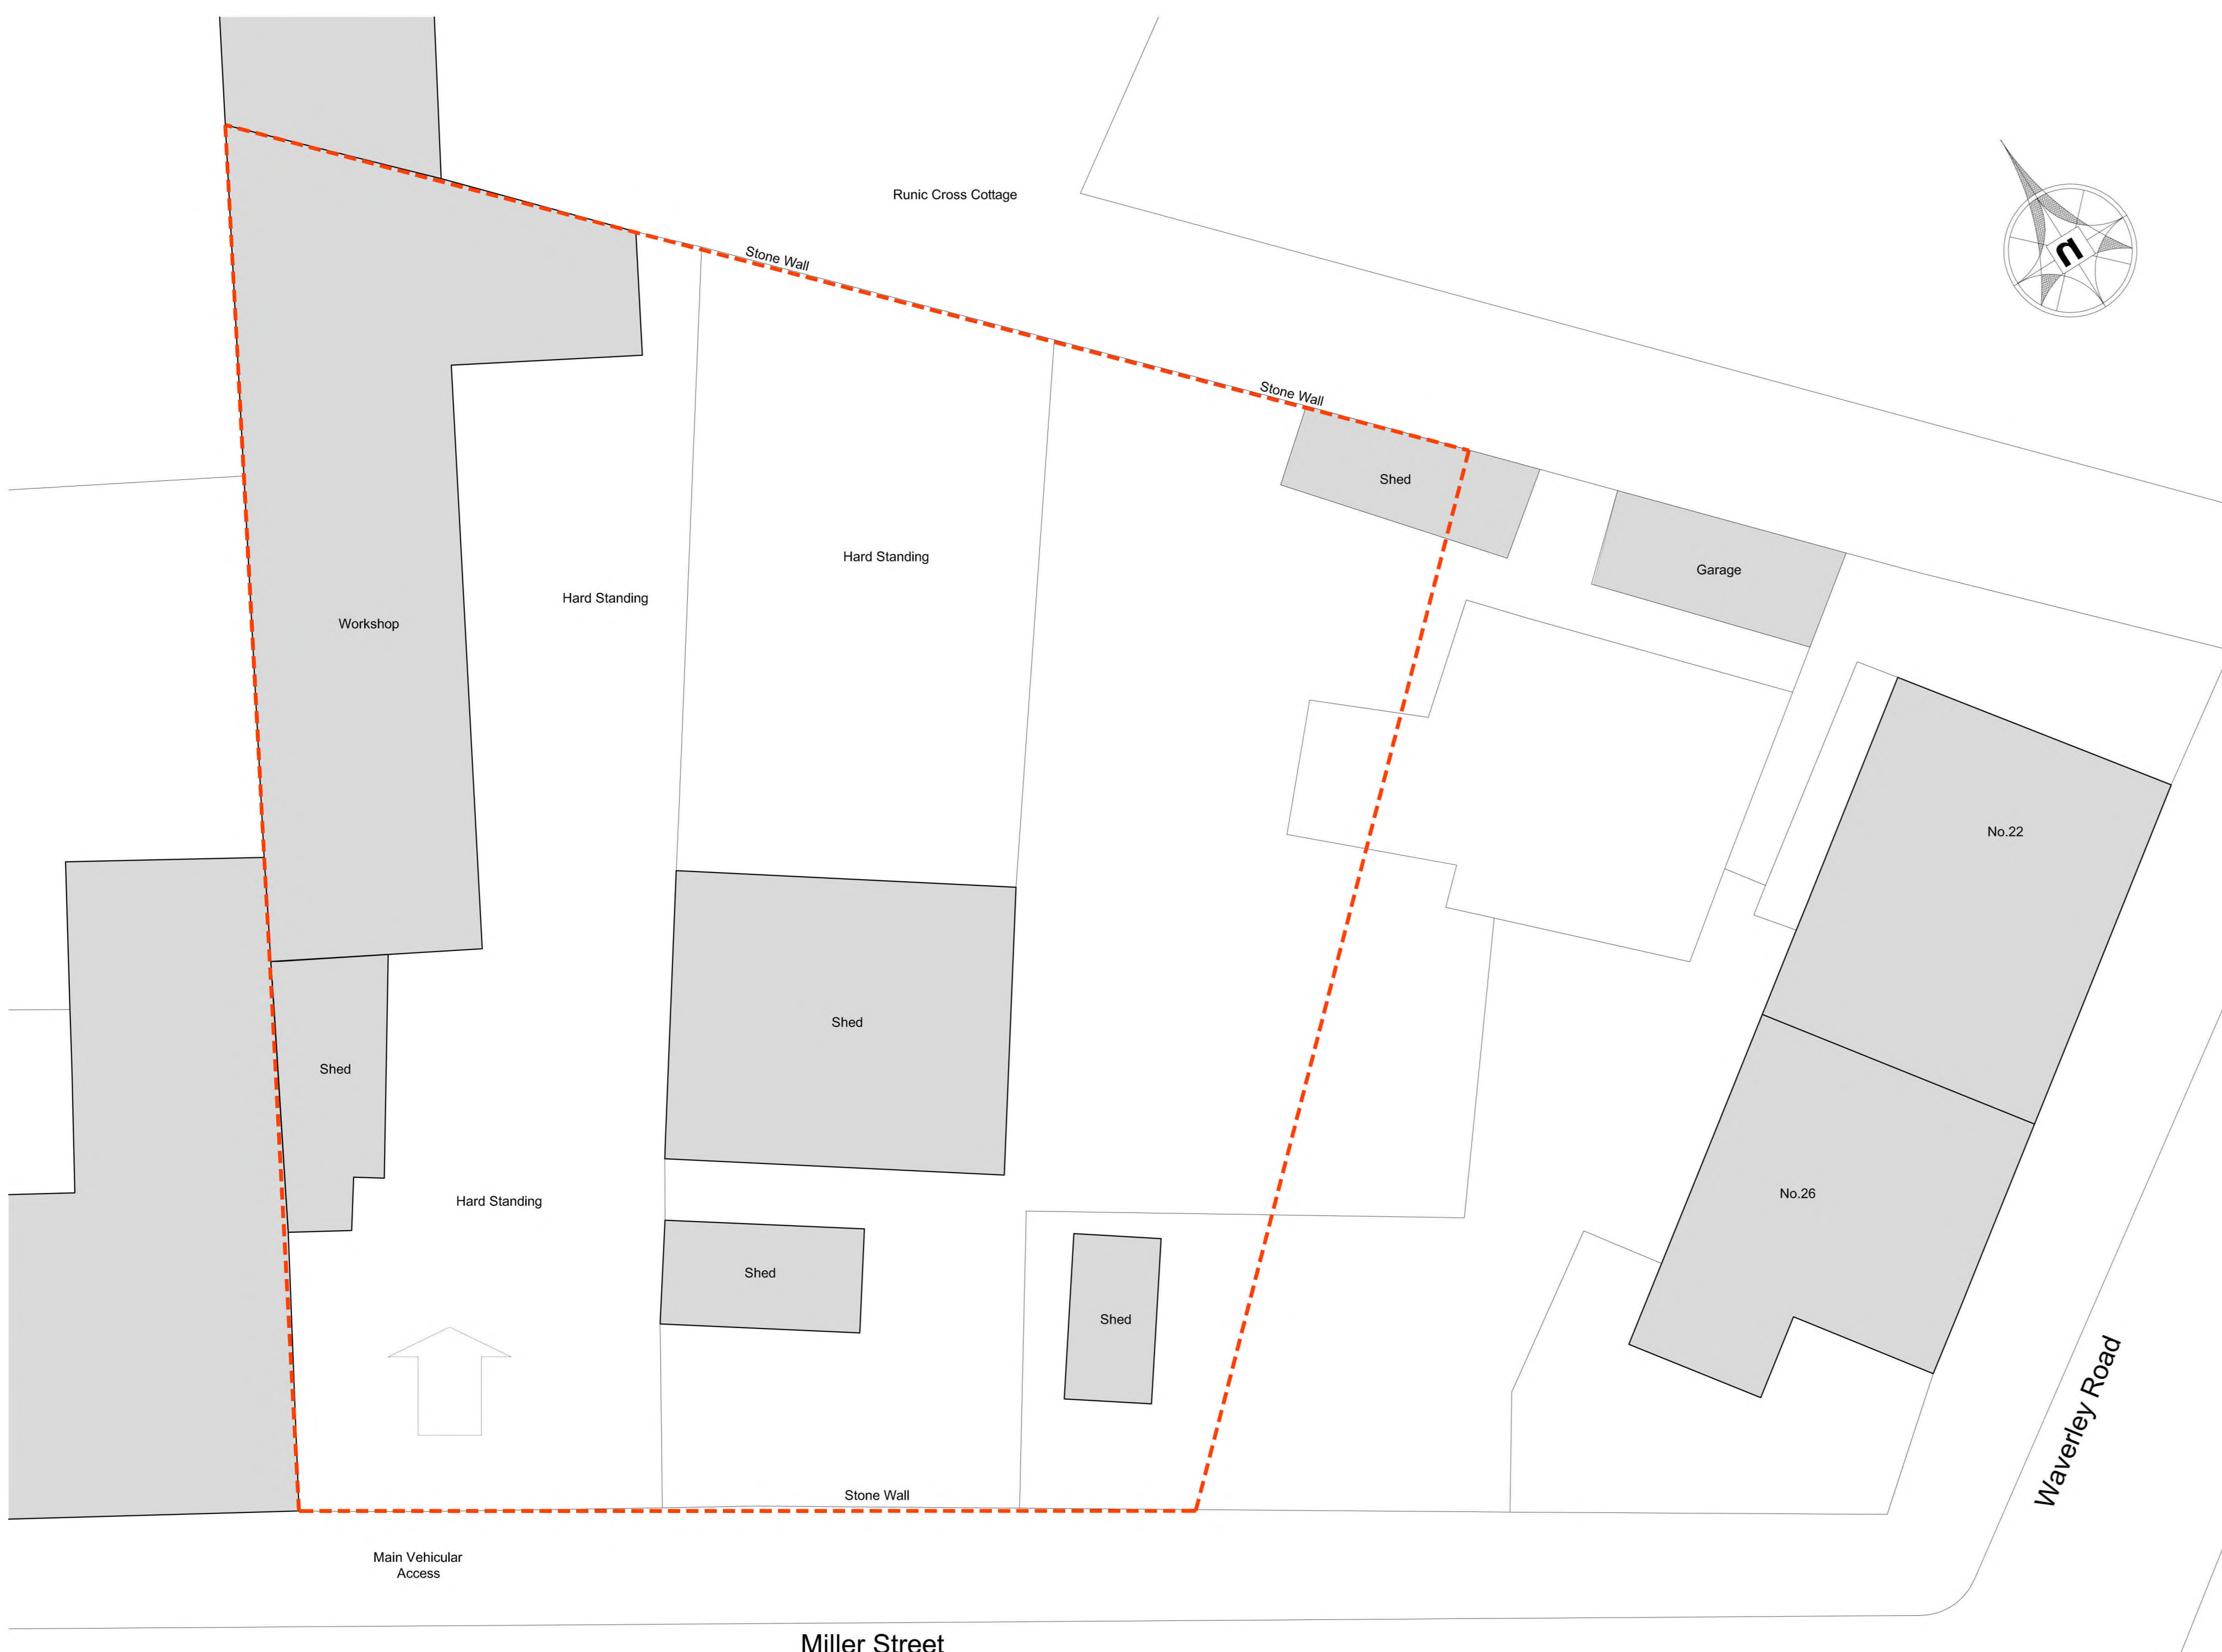 Runic Cross Cottage
Stone Wall
Stone Wall
n
Shed
Garage
Hard Standing
Hard Standing
Workshop
No.22
Shed
Shed
No.26
Hard Standing
Shed
Shed
Waverley Road
Stone Wall
Main Vehicular
Access
Miller Street